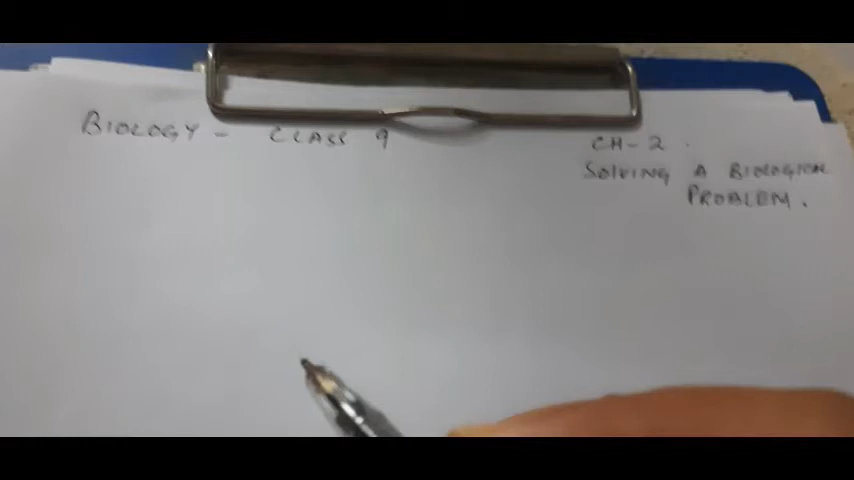 BIOLOGY - CLASS 9
CH-2.
SOLVING A BIOLOGICAL
PROBLEM.